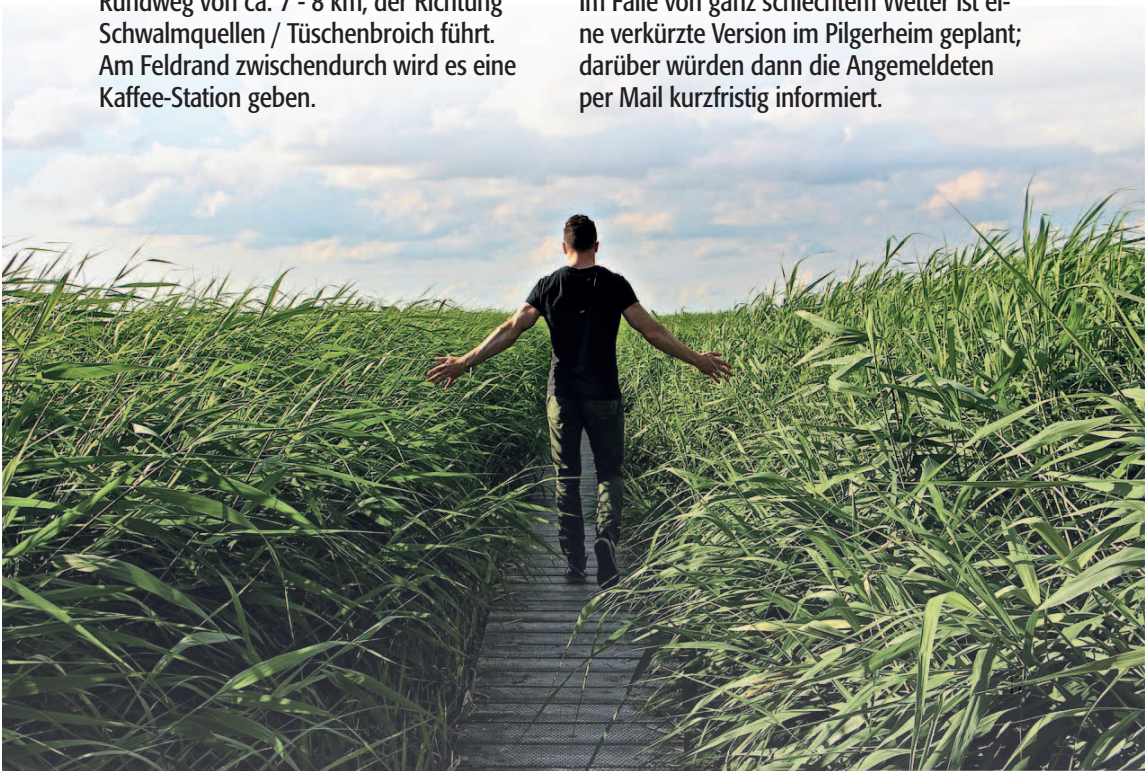 Rundweg von ca. 7 - 8 km, der Richtung
Schwalmquellen / Tüschenbroich führt.
Am Feldrand zwischendurch wird es eine
Kaffee-Station geben.
Im Falle von ganz schlechtem Wetter ist ei-
ne verkürzte Version im Pilgerheim geplant;
darüber würden dann die Angemeldeten
per Mail kurzfristig informiert.